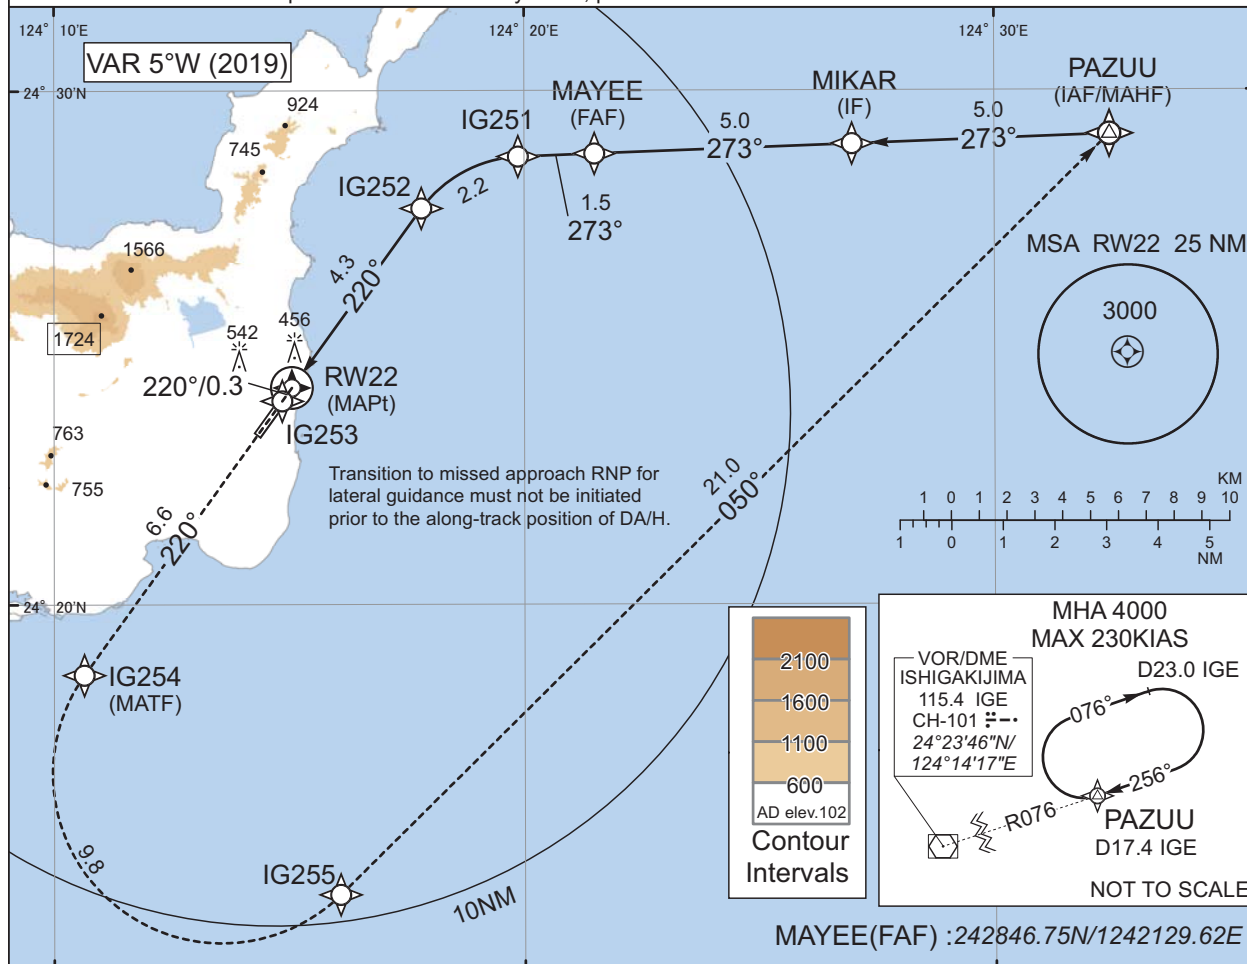 124° 10'E
124° 20'E
124° 30'E
VAR 5°W (2019)
24° 30'N
924
745
1566
1724
542
456
763
755
IG251
MAYEE
(FAF)
MIKAR
(IF)
PAZUU
(IAF/MAHF)
5.0
273°
5.0
273°
1.5
273°
IG252
2.2
4.3
220°
220°/0.3
RW22
(MAPt)
IG253
MSA RW22 25 NM
3000
Transition to missed approach RNP for
lateral guidance must not be initiated
prior to the along-track position of DA/H.
21.0
050°
6.6
220°
KM
1 0 1 2 3 4 5 6 7 8 9 10
1 0 1 2 3 4 5
NM
24° 20'N
IG254
(MATF)
9.8
IG255
10NM
2100
1600
1100
600
AD elev.102
Contour
Intervals
MHA 4000
MAX 230KIAS
VOR/DME
ISHIGAKIJIMA
115.4 IGE
CH-101
24°23'46"N/
124°14'17"E
D23.0 IGE
076°
256°
R076
PAZUU
D17.4 IGE
NOT TO SCALE
MAYEE(FAF) :242846.75N/1242129.62E